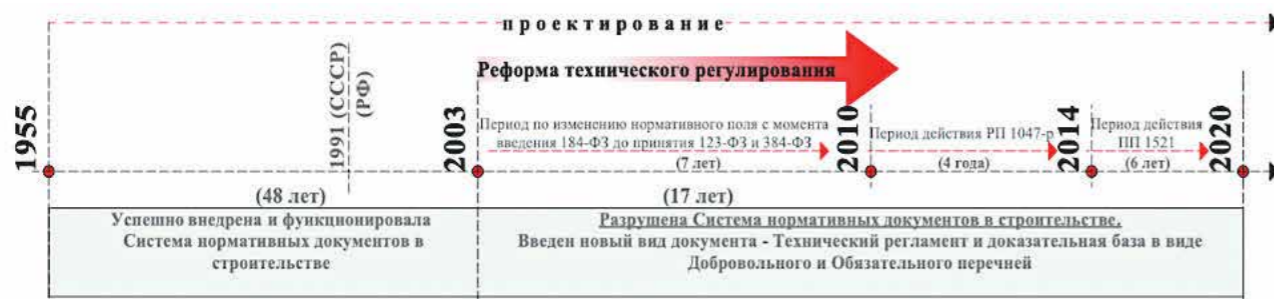 проектирование
Реформа технического регулирования
1955
1991 (СССР)
(РФ)
2003
Период по изменению нормативного поля с момента
введения 184-ФЗ до принятия 123-ФЗ и 384-ФЗ
(7 лет)
2010
Период действия РП 1047-р
(4 года)
2014
Период действия
ПП 1521
(6 лет)
2020
(48 лет)
(17 лет)
Успешно внедрена и функционировала
Система нормативных документов в
строительстве
Разрушена Система нормативных документов в строительстве.
Введен новый вид документа - Технический регламент и доказательная база в виде
Добровольного и Обязательного перечней